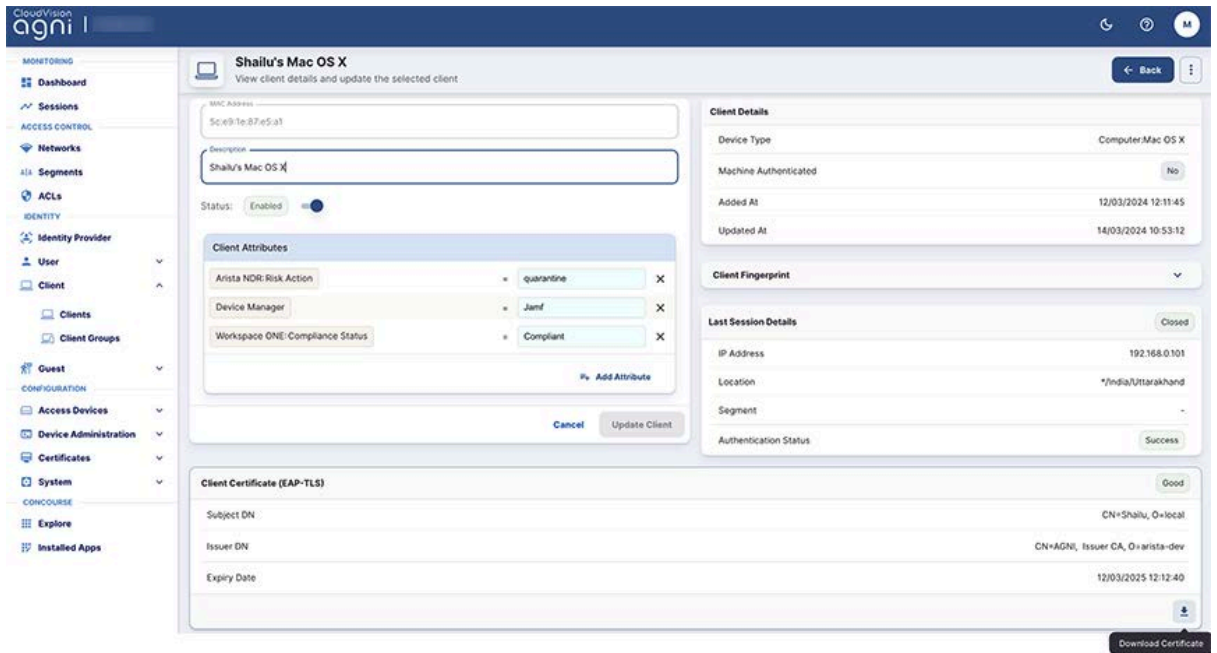 CloudVision
agni |
M
MONITORING
Dashboard
Sessions
ACCESS CONTROL
Networks
Segments
ACLs
IDENTITY
Identity Provider
User
Client
Clients
Client Groups
Guest
CONFIGURATION
Access Devices
Device Administration
Certificates
System
CONCOURSE
Explore
Installed Apps
Shailu's Mac OS X
View client details and update the selected client
Back
MAC Address
5c:e9:1e:87:e5:a1
Description
Shailu's Mac OS X
Status: Enabled
Client Attributes
Arista NDR:Risk Action = quarantine
Device Manager = Jamf
Workspace ONE:Compliance Status = Compliant
Add Attribute
Cancel Update Client
Client Details
Device Type Computer:Mac OS X
Machine Authenticated No
Added At 12/03/2024 12:11:45
Updated At 14/03/2024 10:53:12
Client Fingerprint
Last Session Details Closed
IP Address 192.168.0.101
Location */India/Uttarakhand
Segment -
Authentication Status Success
Client Certificate (EAP-TLS) Good
Subject DN CN=Shailu, O=local
Issuer DN CN=AGNI, Issuer CA, O=arista-dev
Expiry Date 12/03/2025 12:12:40
Download Certificate